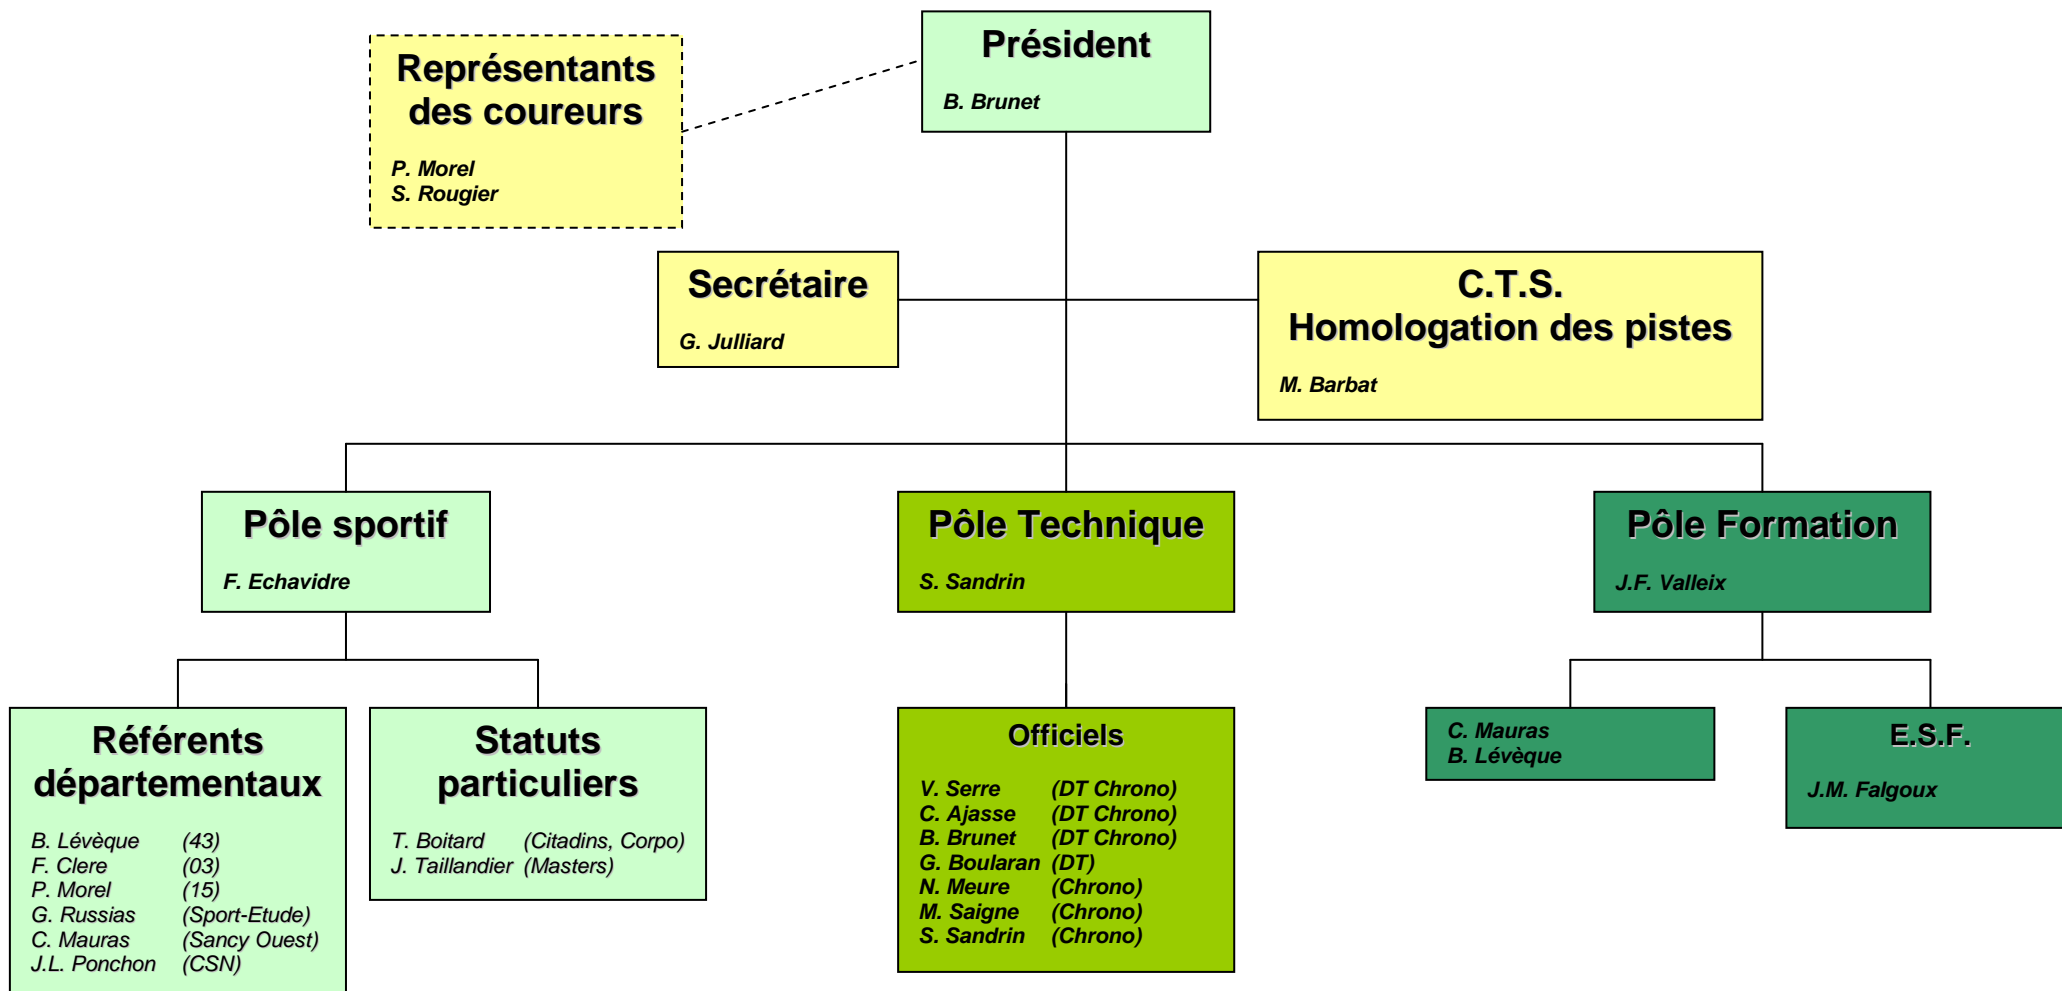 Président
B. Brunet
Représentants
des coureurs
P. Morel
S. Rougier
Secrétaire
G. Julliard
C.T.S.
Homologation des pistes
M. Barbat
Pôle sportif
F. Echavidre
Pôle Technique
S. Sandrin
Pôle Formation
J.F. Valleix
Référents
départementaux
B. Lévèque (43)
F. Clere (03)
P. Morel (15)
G. Russias (Sport-Etude)
C. Mauras (Sancy Ouest)
J.L. Ponchon (CSN)
Statuts
particuliers
T. Boitard (Citadins, Corpo)
J. Taillandier (Masters)
Officiels
V. Serre (DT Chrono)
C. Ajasse (DT Chrono)
B. Brunet (DT Chrono)
G. Boularan (DT)
N. Meure (Chrono)
M. Saigne (Chrono)
S. Sandrin (Chrono)
C. Mauras
B. Lévèque
E.S.F.
J.M. Falgoux